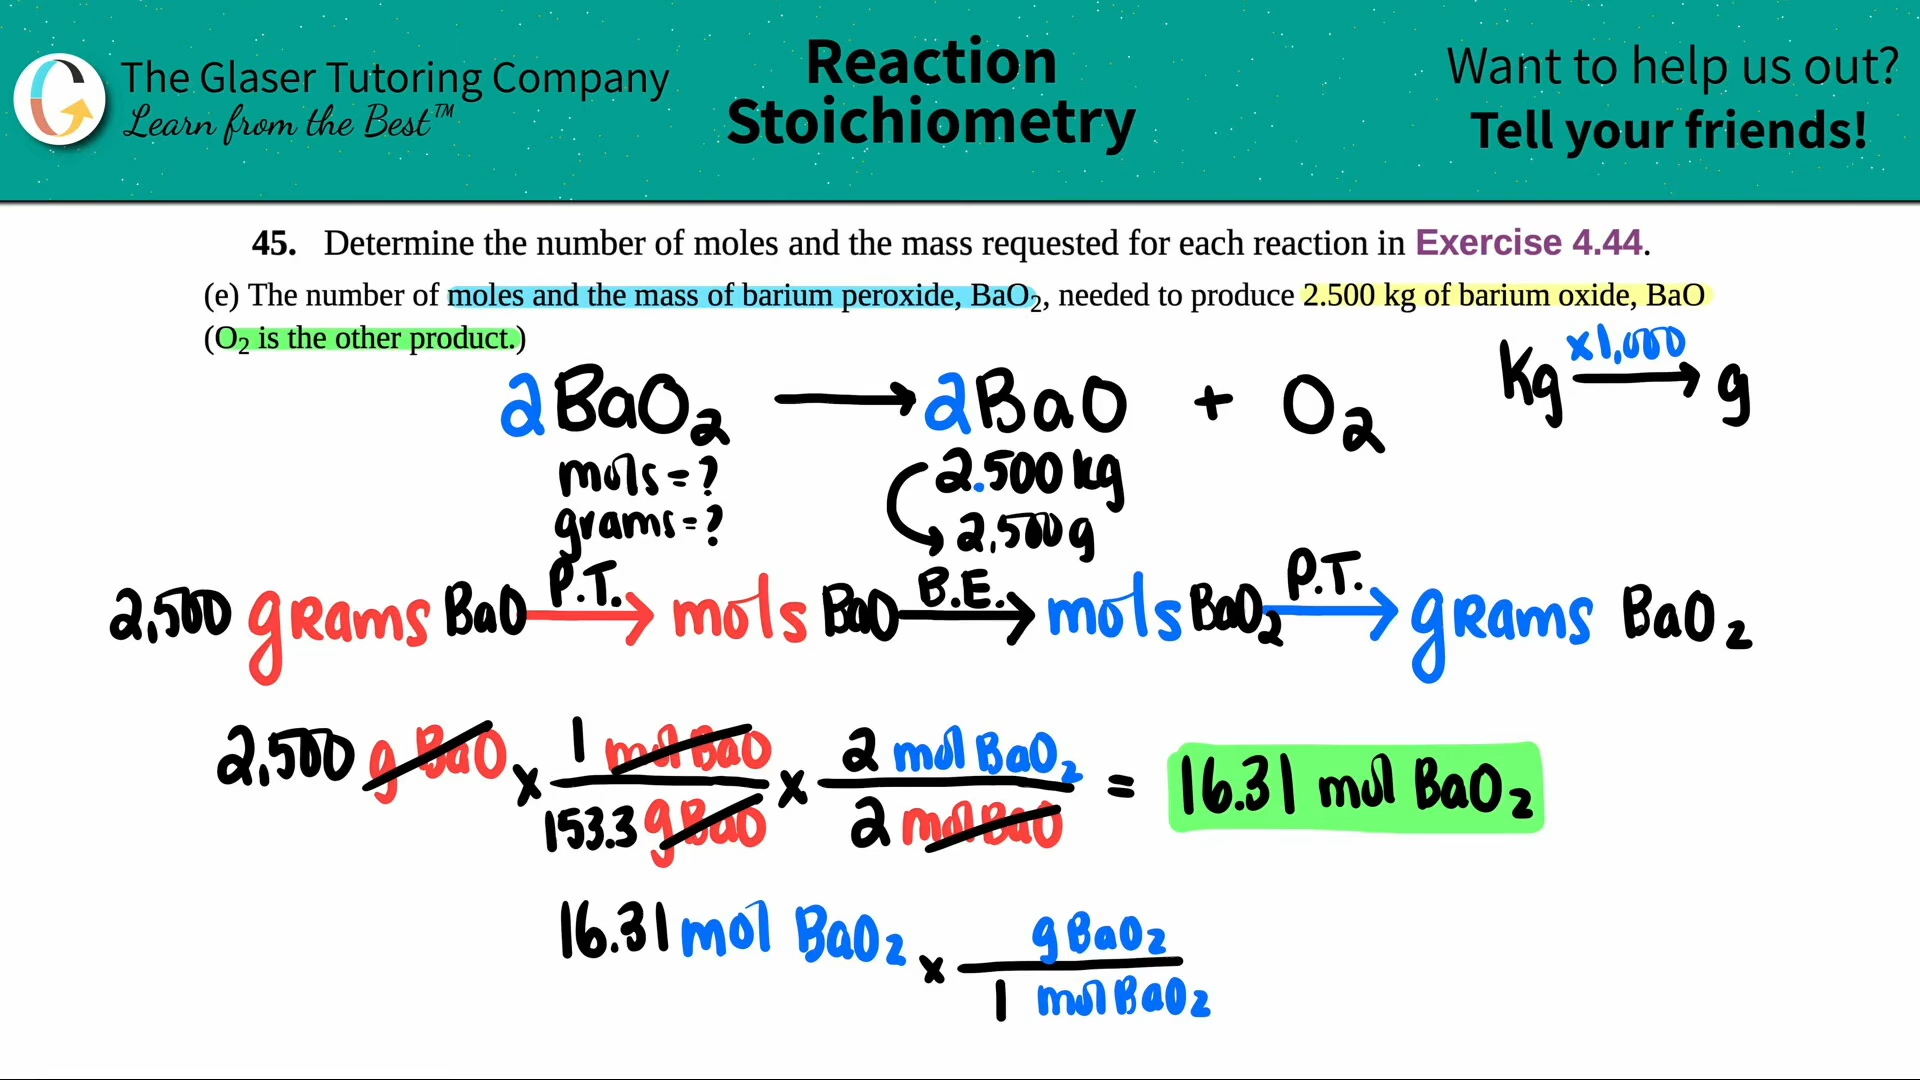 The Glaser Tutoring Company
Learn from the Best™
Reaction
Stoichiometry
Want to help us out?
Tell your friends!
45. Determine the number of moles and the mass requested for each reaction in Exercise 4.44.
(e) The number of moles and the mass of barium peroxide, BaO₂, needed to produce 2.500 kg of barium oxide, BaO
(O₂ is the other product.)
Kg x1,000 → g
2BaO₂ → 2BaO + O₂
mols = ?
grams = ?
2.500 kg
2,500 g
2,500 grams BaO P.T. → mols BaO B.E. → mols BaO₂ P.T. → grams BaO₂
2,500 g BaO x 1 mol BaO / 153.3 g BaO x 2 mol BaO₂ / 2 mol BaO = 16.31 mol BaO₂
16.31 mol BaO₂ x g BaO₂ / 1 mol BaO₂